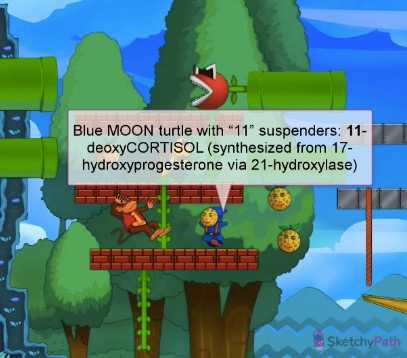 Blue MOON turtle with “11” suspenders: 11-
deoxyCORTISOL (synthesized from 17-
hydroxyprogesterone via 21-hydroxylase)
SketchyPath